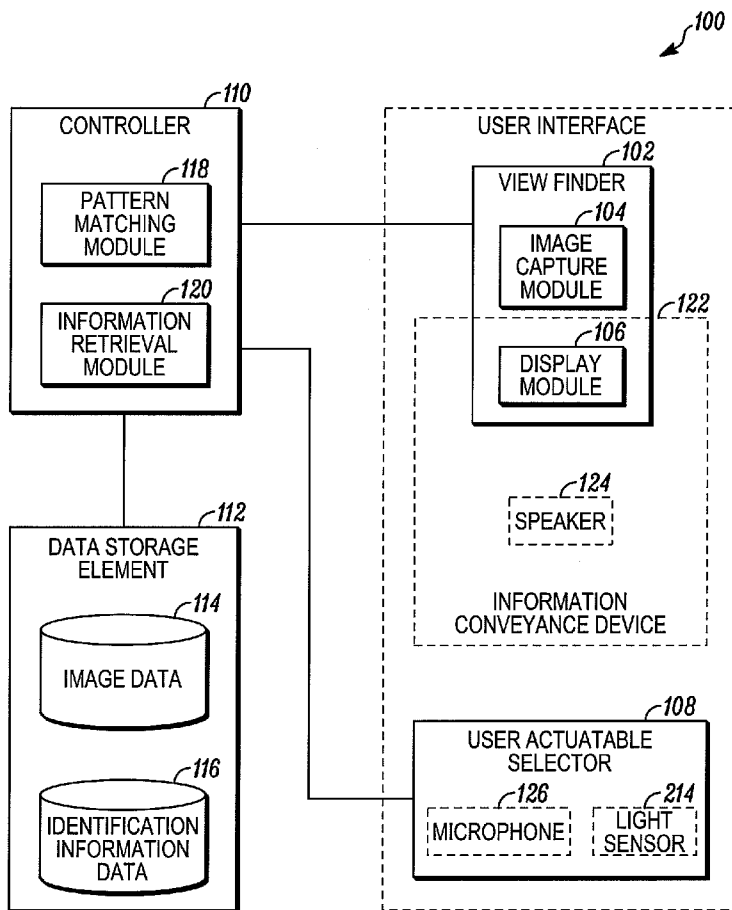 100
110
CONTROLLER
118
PATTERN
MATCHING
MODULE
120
INFORMATION
RETRIEVAL
MODULE
USER INTERFACE
102
VIEW FINDER
104
IMAGE
CAPTURE
MODULE
122
106
DISPLAY
MODULE
124
SPEAKER
INFORMATION
CONVEYANCE DEVICE
112
DATA STORAGE
ELEMENT
114
IMAGE DATA
116
IDENTIFICATION
INFORMATION
DATA
108
USER ACTUATABLE
SELECTOR
126
MICROPHONE
214
LIGHT
SENSOR